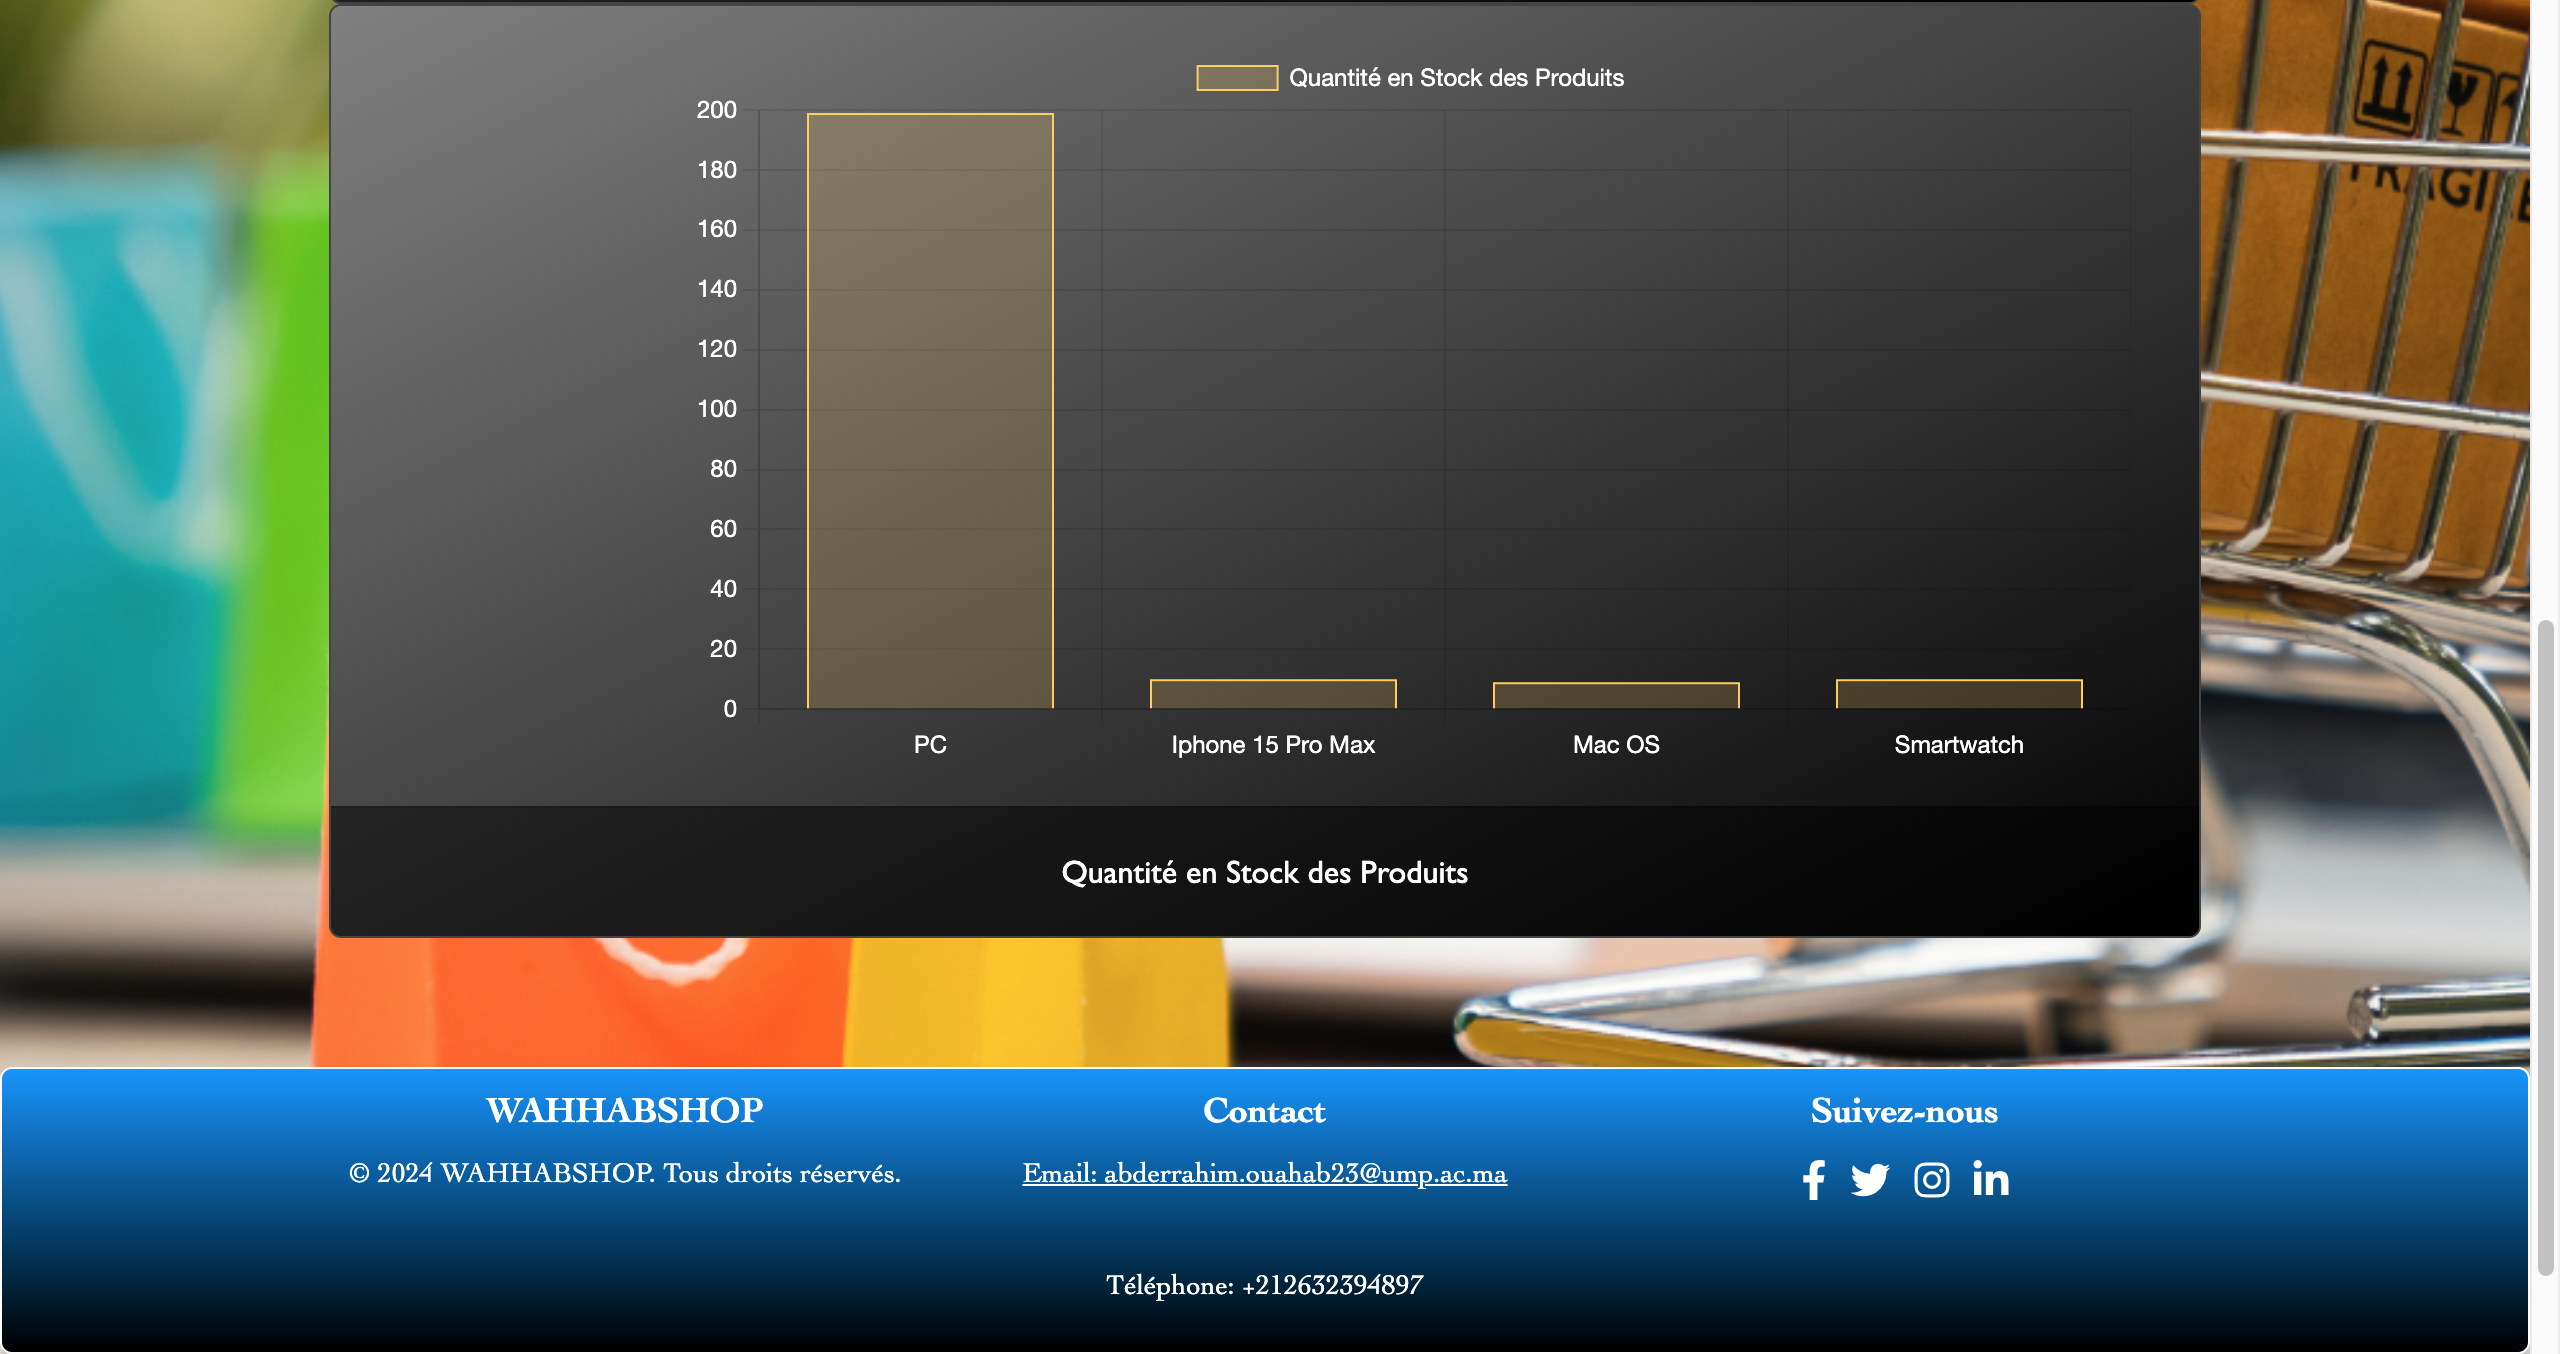 Quantité en Stock des Produits
200
180
160
140
120
100
80
60
40
20
0
PC Iphone 15 Pro Max Mac OS Smartwatch
Quantité en Stock des Produits
WAHHABSHOP
© 2024 WAHHABSHOP. Tous droits réservés.
Contact
Email: abderrahim.ouahab23@ump.ac.ma
Téléphone: +212632394897
Suivez-nous